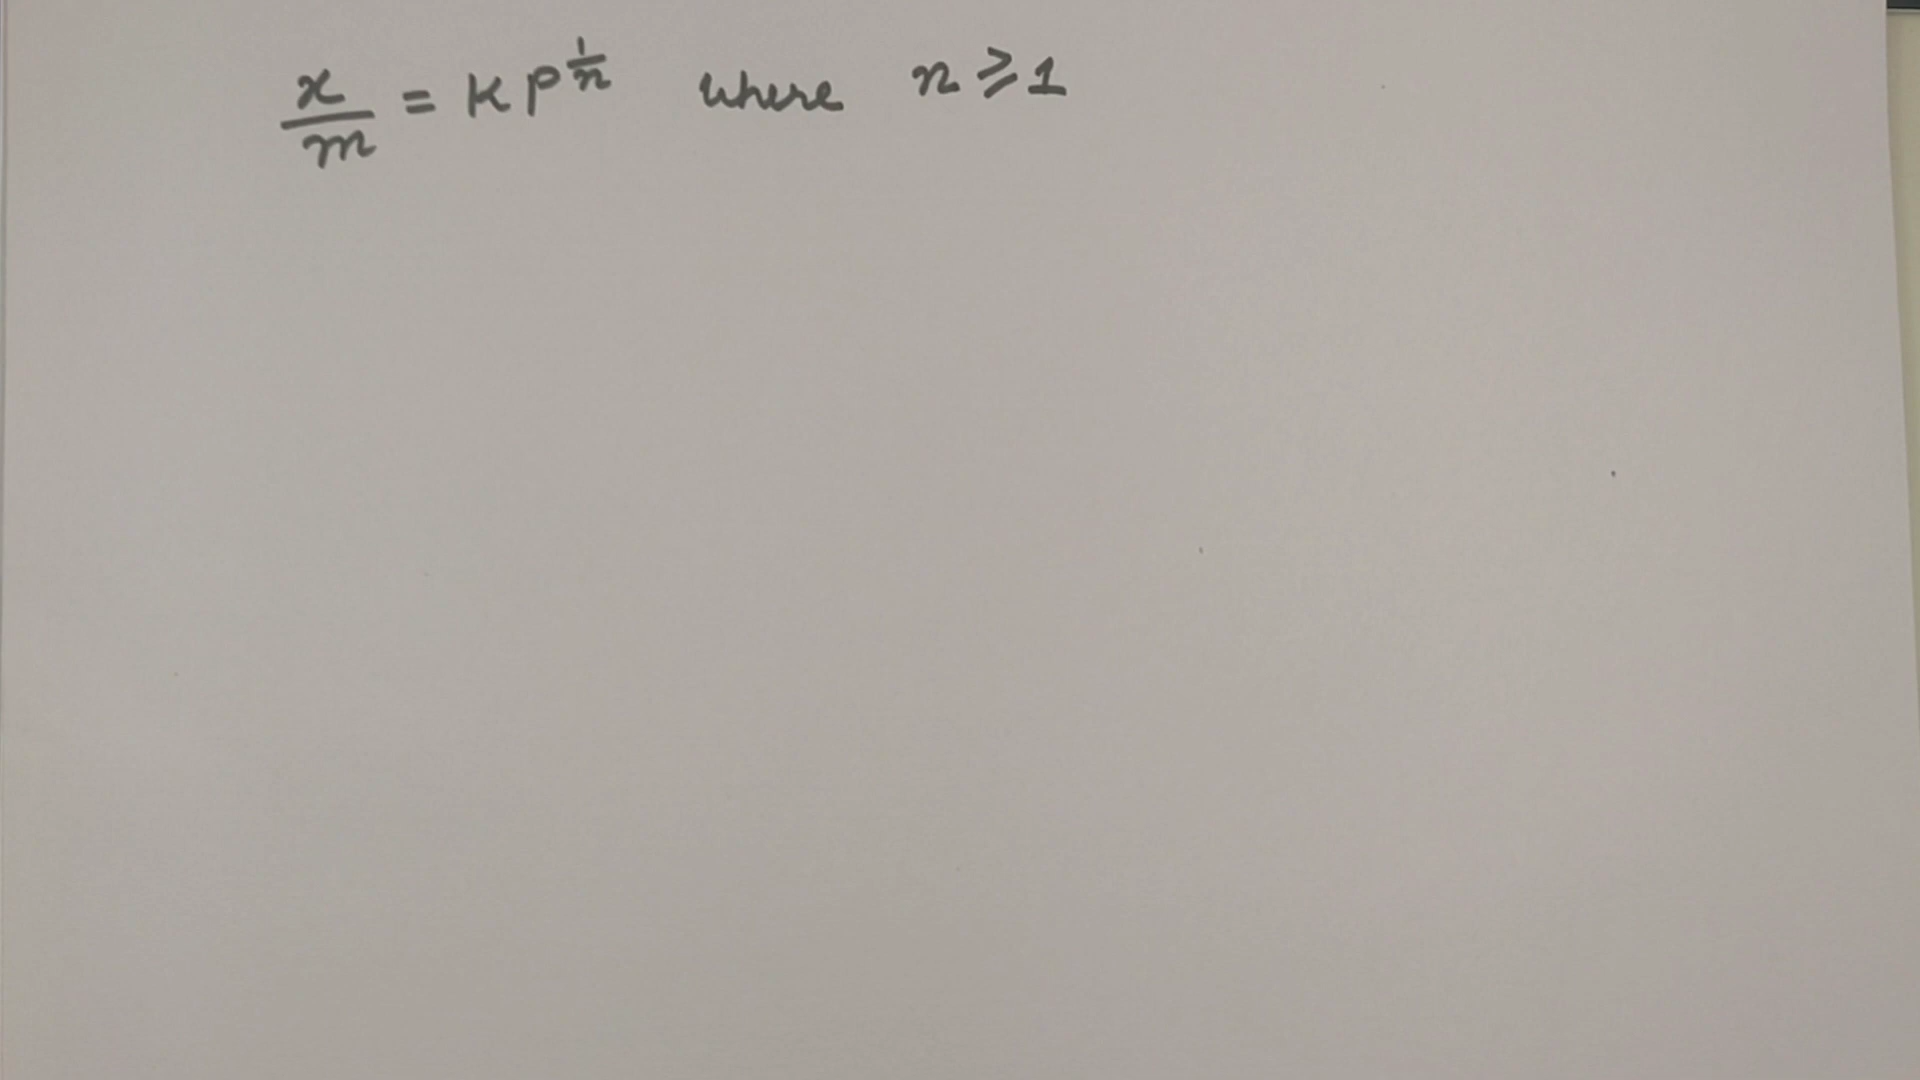 x/m = K P^(1/n) where n ⩾ 1